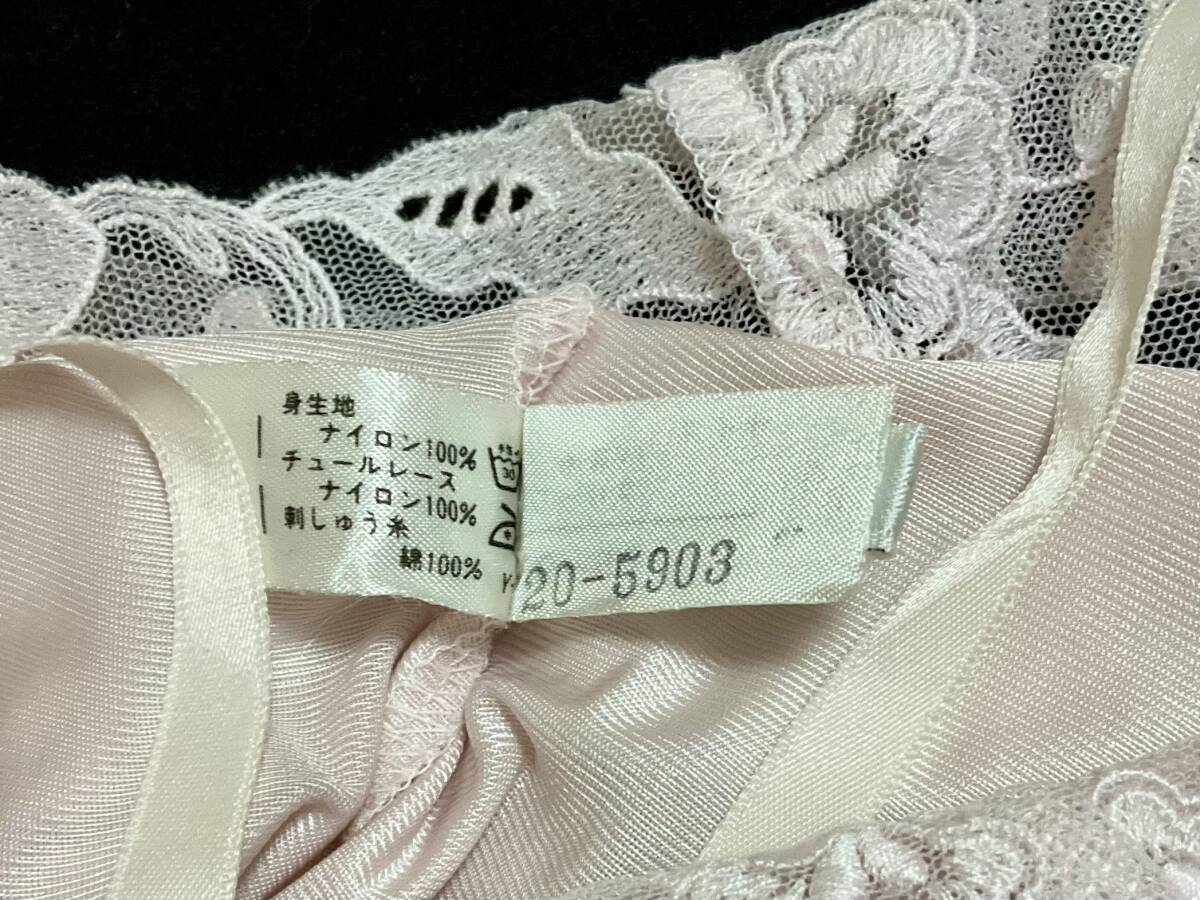 身生地
ナイロン100%
チュールレース
ナイロン100%
刺しゅう糸
綿100%
30
20-5903